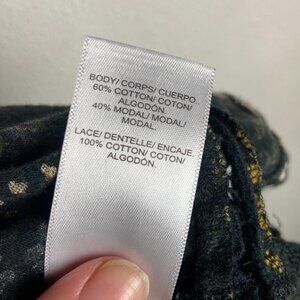 BODY/ CORPS/ CUERPO.
60% COTTON/ COTON/
ALGODÓN.
40% MODAL/ MODAL/
MODAL.
LACE/ DENTELLE/ ENCAJE.
100% COTTON/ COTON/
ALGODÓN.